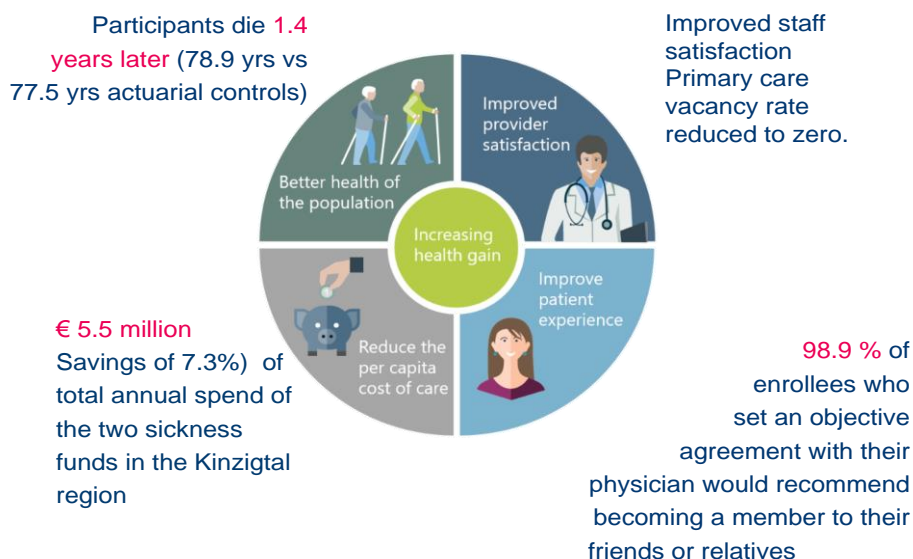 Participants die 1.4
years later (78.9 yrs vs
77.5 yrs actuarial controls)
Improved staff
satisfaction
Primary care
vacancy rate
reduced to zero.
Better health of
the population
Improved
provider
satisfaction
Increasing
health gain
Reduce the
per capita
cost of care
Improve
patient
experience
€ 5.5 million
Savings of 7.3%)  of
total annual spend of
the two sickness
funds in the Kinzigtal
region
98.9 % of
enrollees who
set an objective
agreement with their
physician would recommend
becoming a member to their
friends or relatives